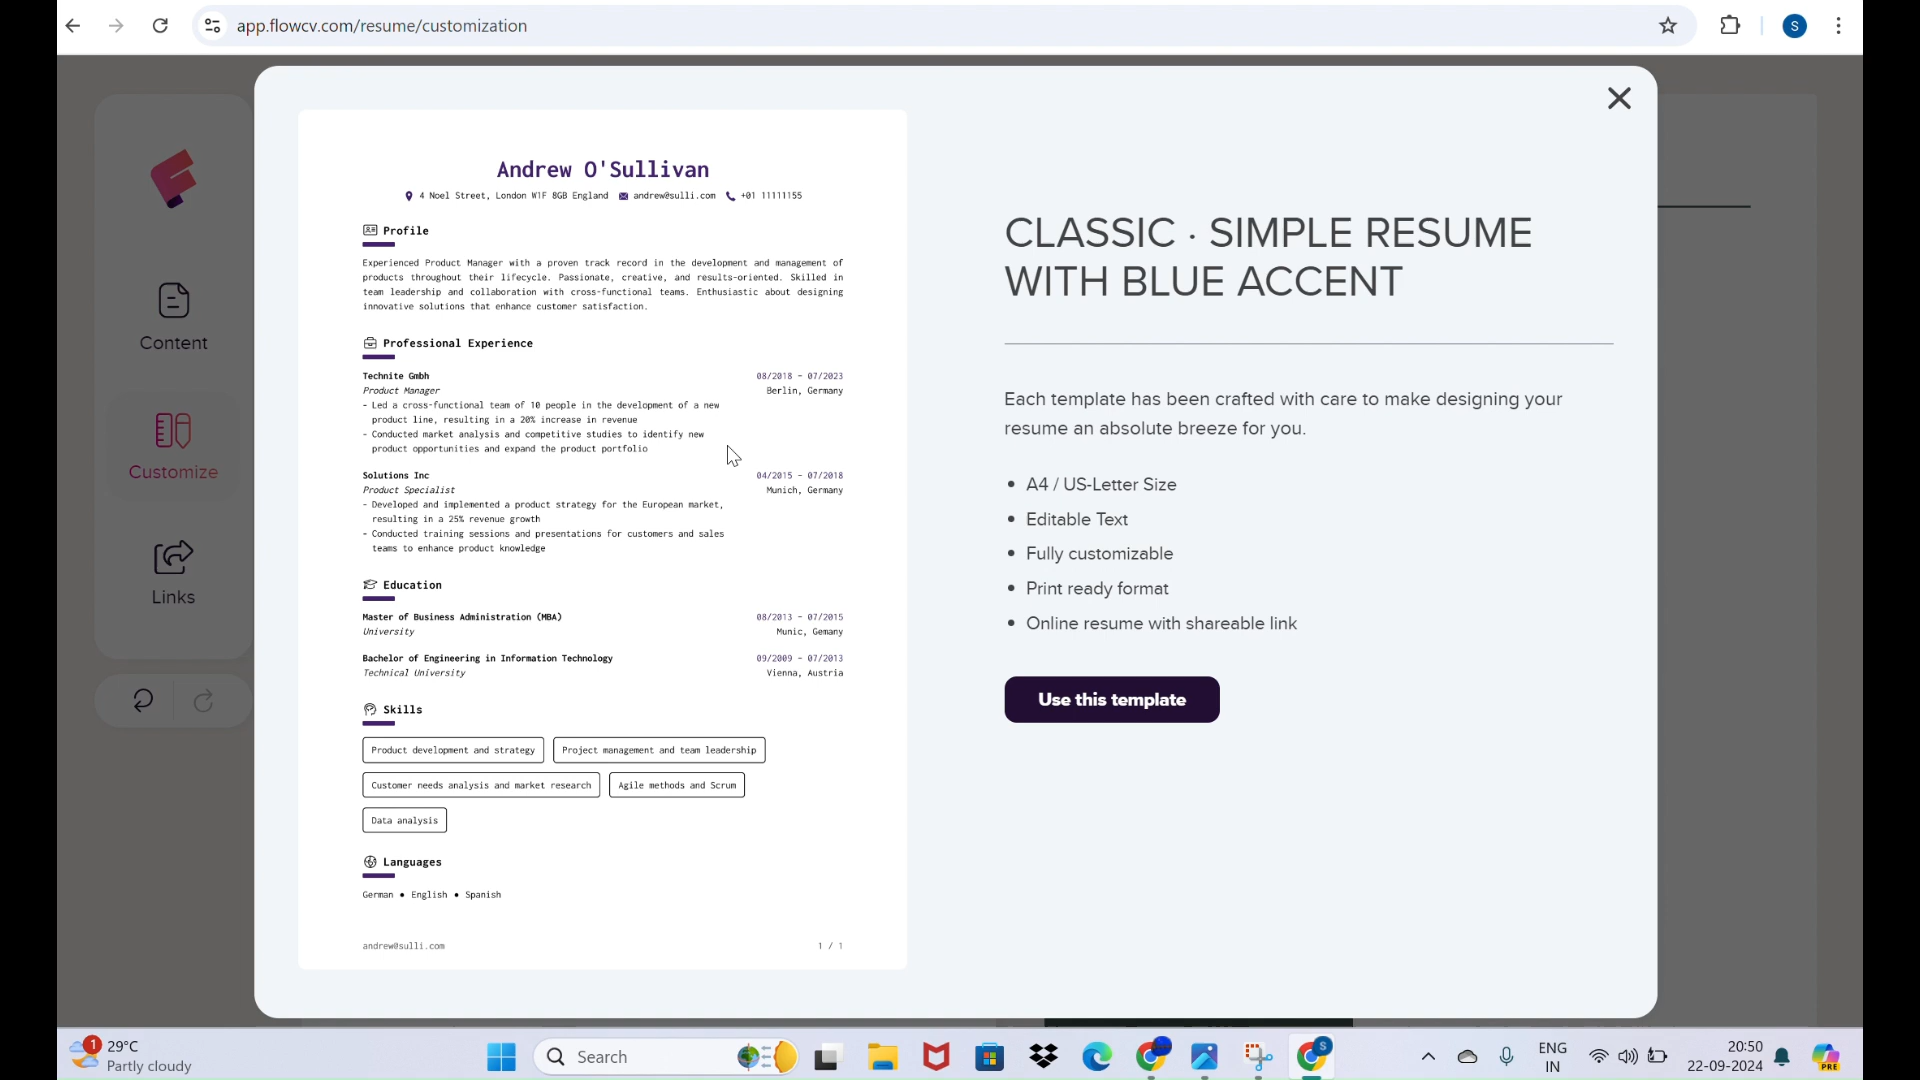 app.flowcv.com/resume/customization
S
Content
Customize
Links
Andrew O'Sullivan
4 Noel Street, London W1F 8GB England andrew@sulli.com +01 11111155
Profile
Experienced Product Manager with a proven track record in the development and management of
products throughout their lifecycle. Passionate, creative, and results-oriented. Skilled in
team leadership and collaboration with cross-functional teams. Enthusiastic about designing
innovative solutions that enhance customer satisfaction.
Professional Experience
Technite Gmbh 08/2018 – 07/2023
Product Manager Berlin, Germany
- Led a cross-functional team of 10 people in the development of a new
product line, resulting in a 20% increase in revenue
- Conducted market analysis and competitive studies to identify new
product opportunities and expand the product portfolio
Solutions Inc 04/2015 – 07/2018
Product Specialist Munich, Germany
- Developed and implemented a product strategy for the European market,
resulting in a 25% revenue growth
- Conducted training sessions and presentations for customers and sales
teams to enhance product knowledge
Education
Master of Business Administration (MBA) 08/2013 – 07/2015
University Munic, Gemany
Bachelor of Engineering in Information Technology 09/2009 – 07/2013
Technical University Vienna, Austria
Skills
Product development and strategy Project management and team leadership
Customer needs analysis and market research Agile methods and Scrum
Data analysis
Languages
German • English • Spanish
andrew@sulli.com 1 / 1
CLASSIC · SIMPLE RESUME
WITH BLUE ACCENT
Each template has been crafted with care to make designing your
resume an absolute breeze for you.
• A4 / US-Letter Size
• Editable Text
• Fully customizable
• Print ready format
• Online resume with shareable link
Use this template
1
29°C
Partly cloudy
Search
S
ENG
IN
20:50
22-09-2024
PRE